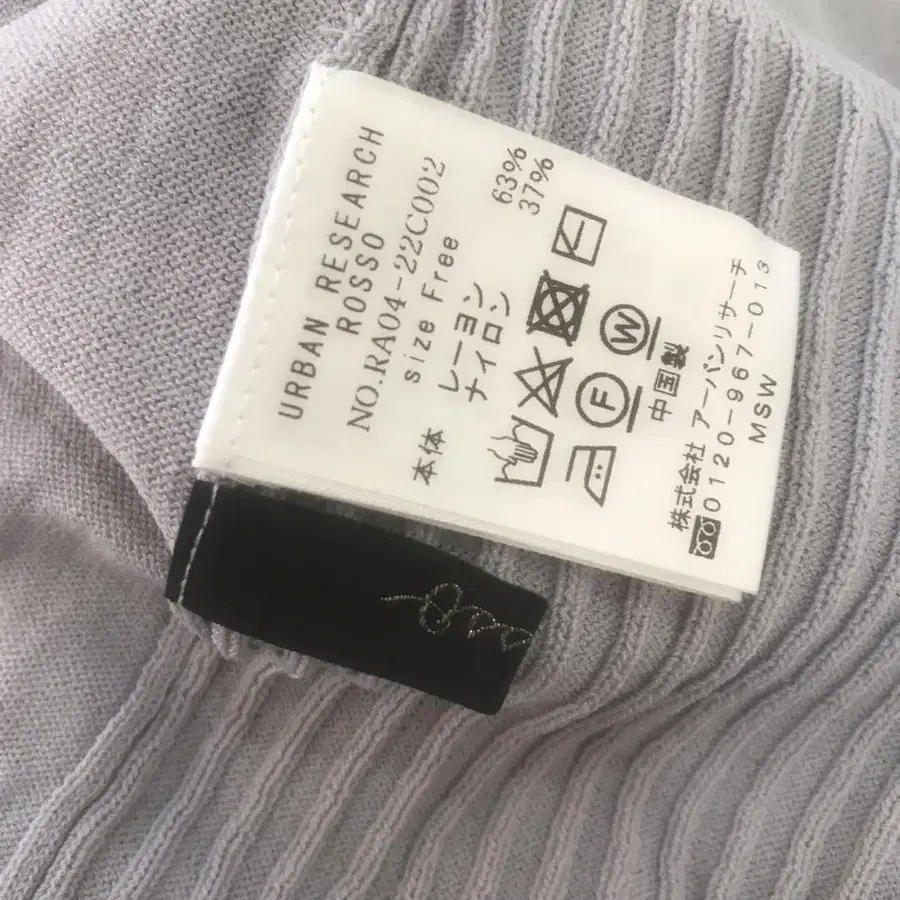 URBAN RESEARCH
ROSSO
NO.RA04-22C002
size Free
本体 レーヨン 63%
ナイロン 37%
W
F
中国製
株式会社 アーバンリサーチ
0120-967-013
MSW